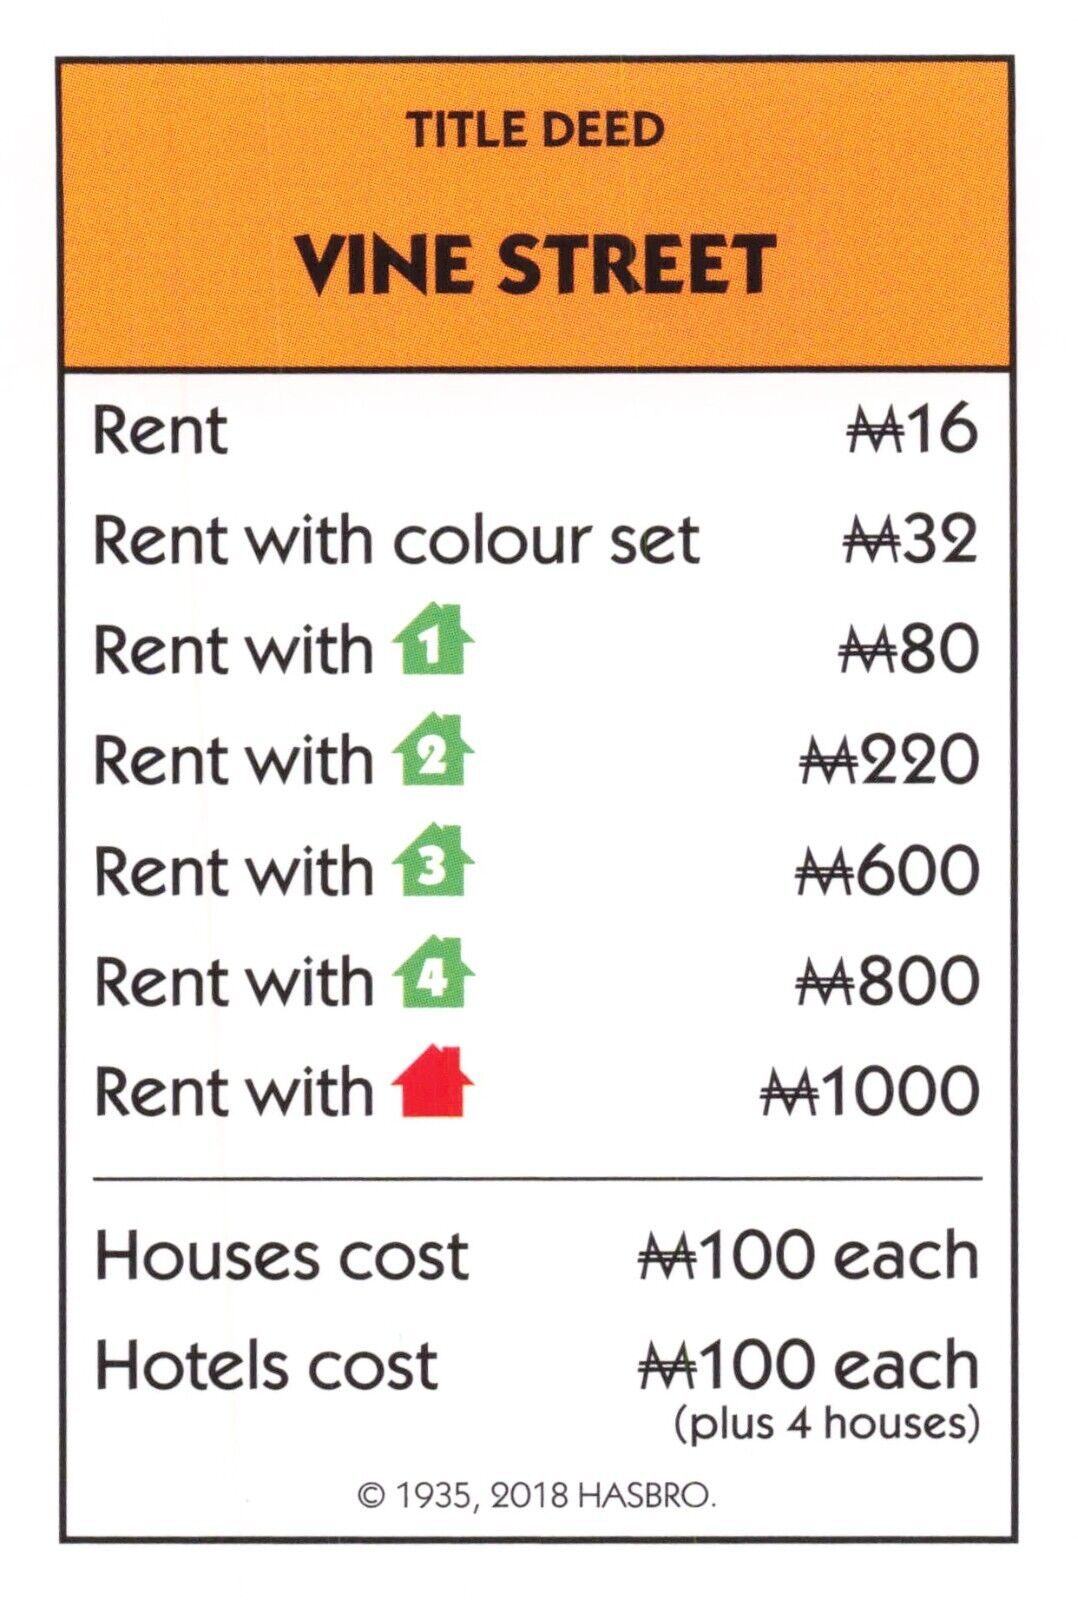 TITLE DEED
VINE STREET
Rent ₩16
Rent with colour set ₩32
Rent with 1 ₩80
Rent with 2 ₩220
Rent with 3 ₩600
Rent with 4 ₩800
Rent with ₩1000
Houses cost ₩100 each
Hotels cost ₩100 each
(plus 4 houses)
© 1935, 2018 HASBRO.